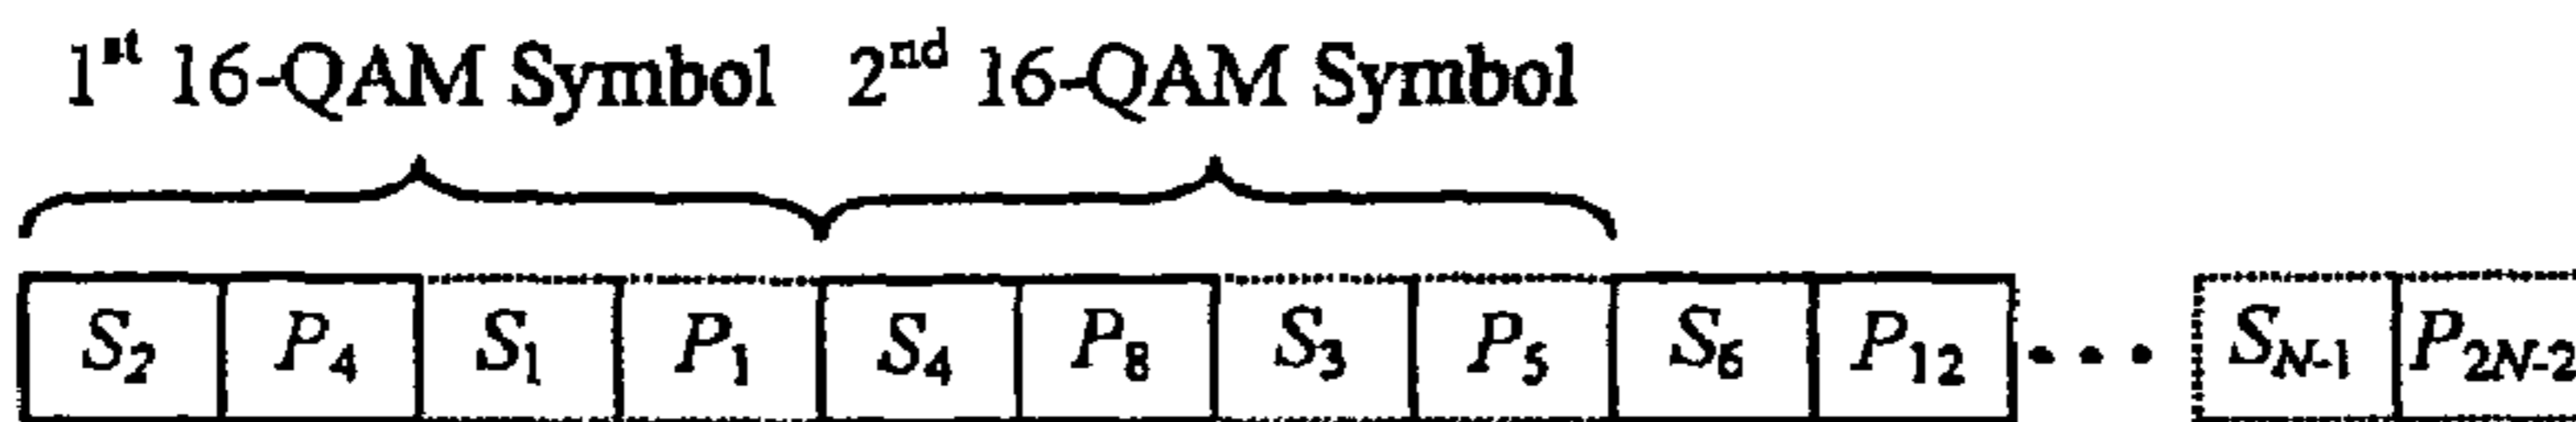 1st 16-QAM Symbol 2nd 16-QAM Symbol
S2 P4 S1 P1 S4 P8 S3 P5 S6 P12 ... SN-1 P2N-2